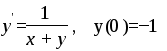 y' = 1/(x + y), y(0) = −1